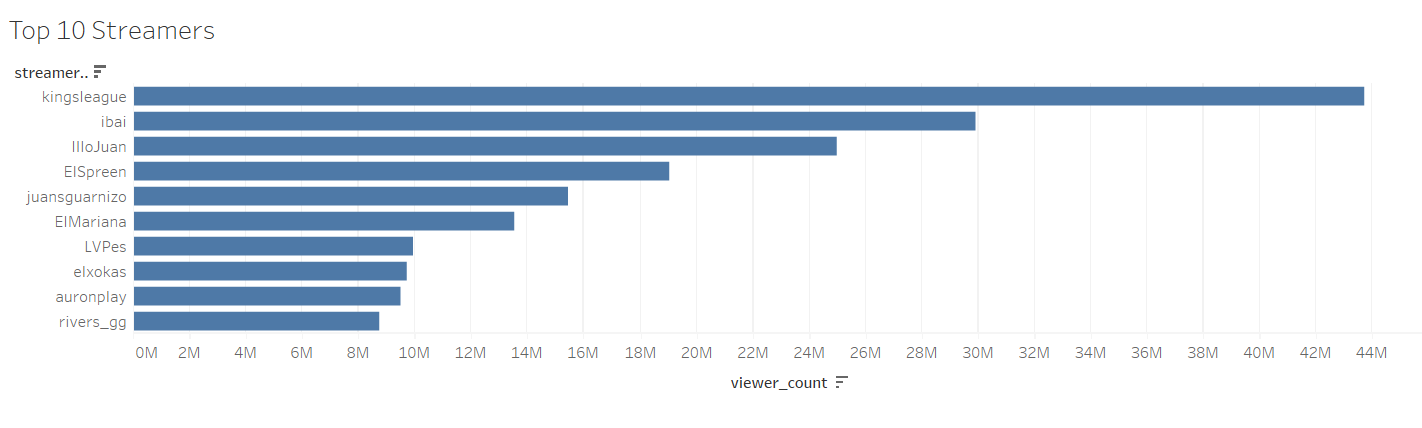 Top 10 Streamers
streamer..
kingsleague
ibai
IlloJuan
ElSpreen
juansguarnizo
ElMariana
LVPes
elxokas
auronplay
rivers_gg
0M 2M 4M 6M 8M 10M 12M 14M 16M 18M 20M 22M 24M 26M 28M 30M 32M 34M 36M 38M 40M 42M 44M
viewer_count